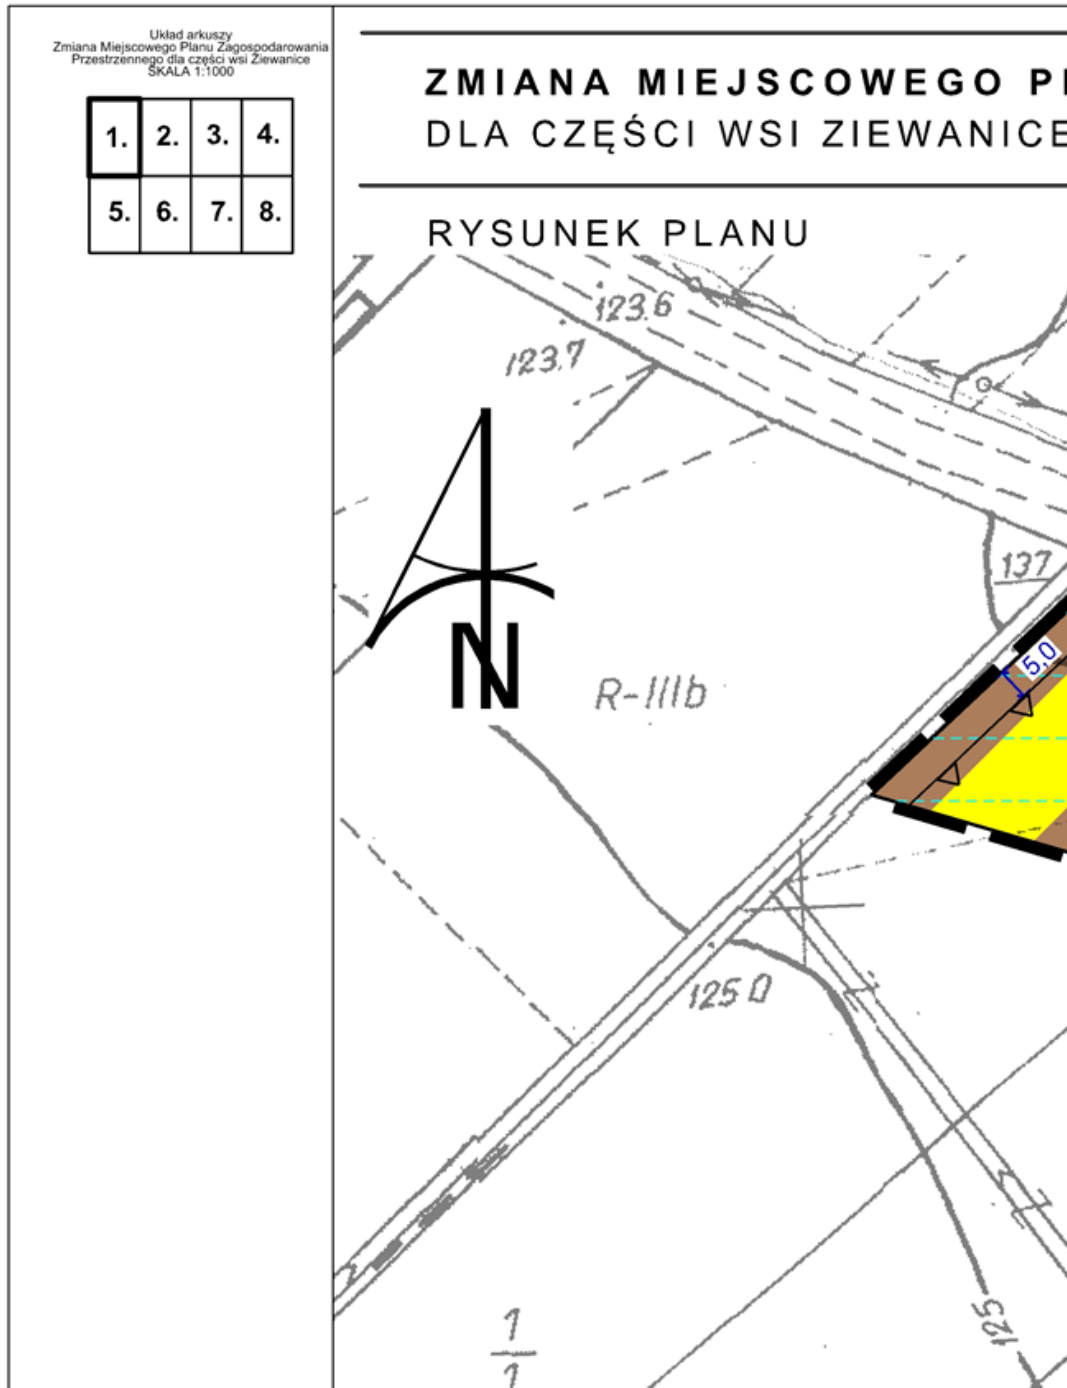 Układ arkuszy
Zmiana Miejscowego Planu Zagospodarowania
Przestrzennego dla części wsi Ziewanice
SKALA 1:1000
1. 2. 3. 4.
5. 6. 7. 8.
ZMIANA MIEJSCOWEGO
DLA CZĘŚCI WSI ZIEWANICE
RYSUNEK PLANU
123.6
123.7
137
5,0
N
R-IIIb
125 0
125
1
1